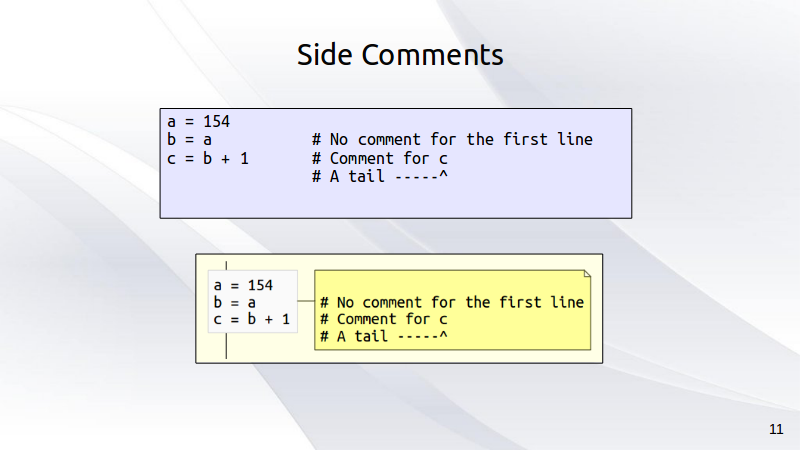 Side Comments
a = 154
b = a           # No comment for the first line
c = b + 1       # Comment for c
                # A tail -----^
a = 154
b = a       # No comment for the first line
c = b + 1   # Comment for c
            # A tail -----^
11